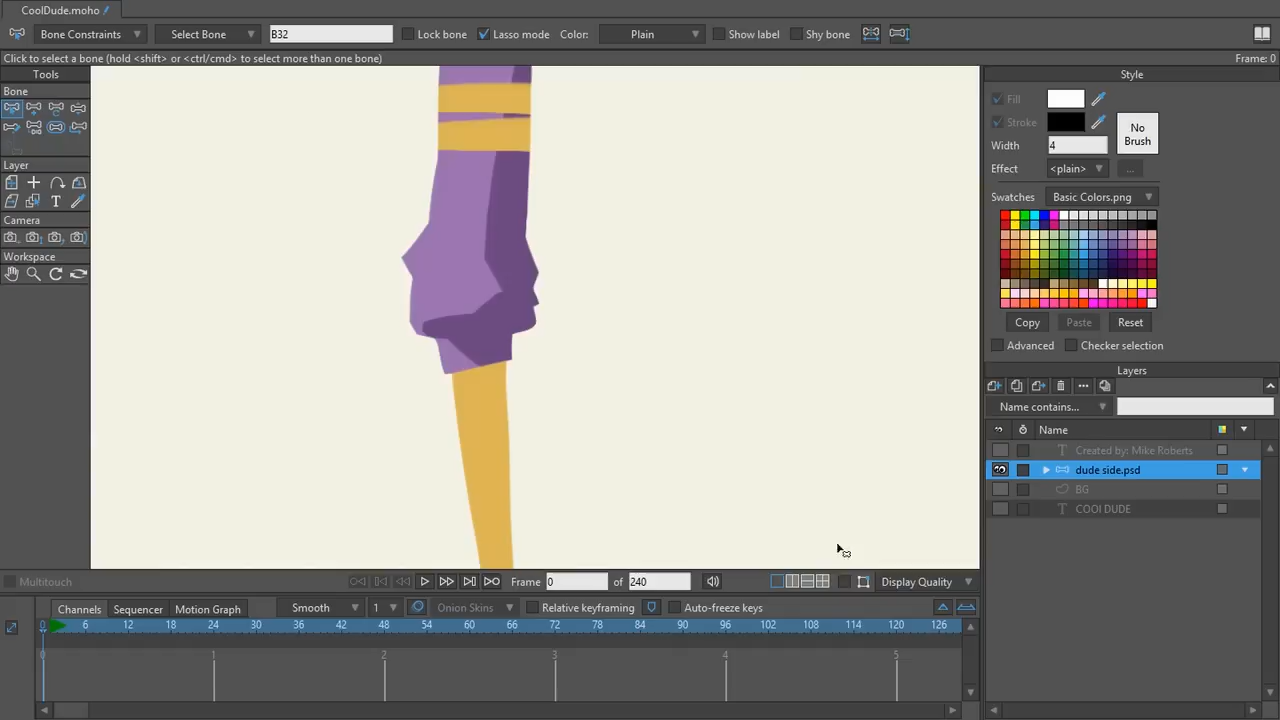 CoolDude.moho
Bone Constraints Select Bone B32 Lock bone Lasso mode Color: Plain Show label Shy bone
Click to select a bone (hold <shift> or <ctrl/cmd> to select more than one bone) Frame: 0
Tools
Bone
Layer
T
Camera
Workspace
Style
Fill
Stroke
No
Brush
Width 4
Effect <plain> ...
Swatches Basic Colors.png
Copy Paste Reset
Advanced Checker selection
Layers
Name contains...
Name
T Created by: Mike Roberts
dude side.psd
BG
T COOl DUDE
Multitouch Frame 0 of 240 Display Quality
Channels Sequencer Motion Graph Smooth 1 Onion Skins Relative keyframing Auto-freeze keys
0 6 12 18 24 30 36 42 48 54 60 66 72 78 84 90 96 102 108 114 120 126
0 1 2 3 4 5